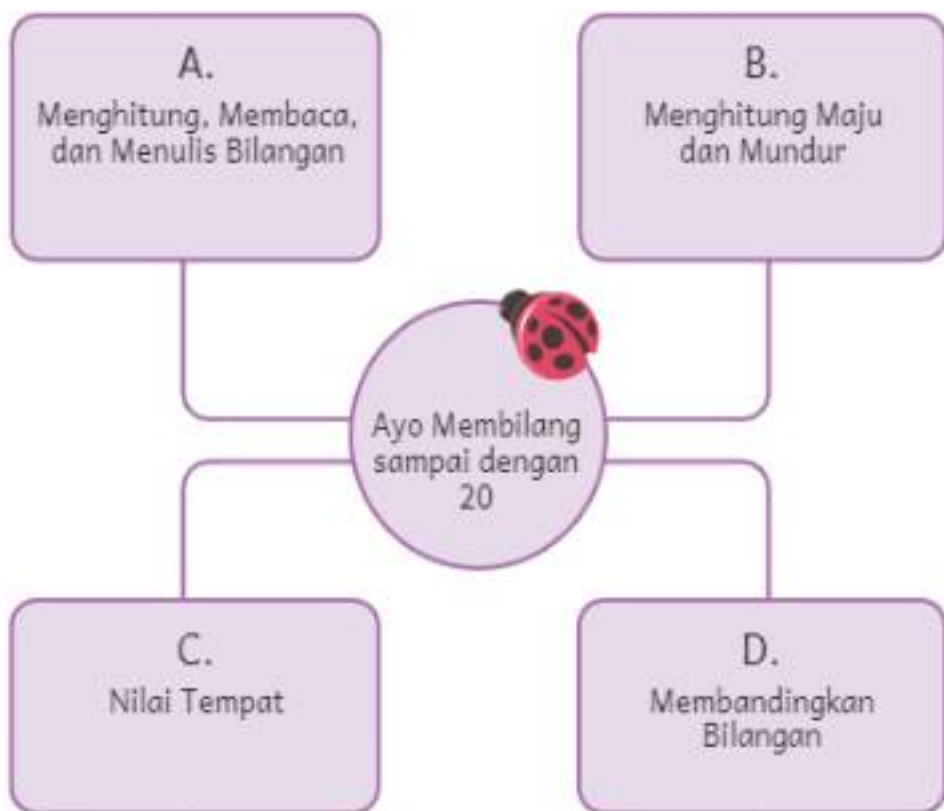 A.
Menghitung, Membaca,
dan Menulis Bilangan
B.
Menghitung Maju
dan Mundur
Ayo Membilang
sampai dengan
20
C.
Nilai Tempat
D.
Membandingkan
Bilangan